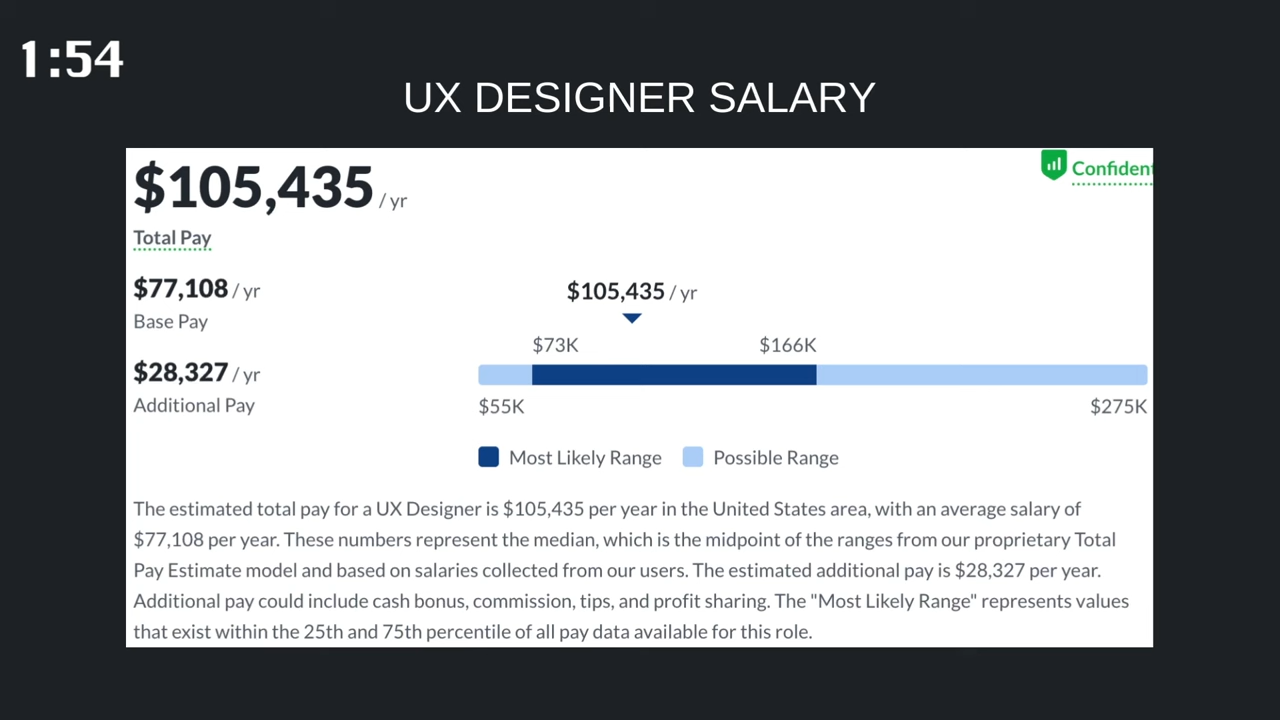 1:54
UX DESIGNER SALARY
$105,435 / yr
Confident
Total Pay
$77,108 / yr
Base Pay
$28,327 / yr
Additional Pay
$105,435 / yr
$73K $166K
$55K $275K
Most Likely Range Possible Range
The estimated total pay for a UX Designer is $105,435 per year in the United States area, with an average salary of
$77,108 per year. These numbers represent the median, which is the midpoint of the ranges from our proprietary Total
Pay Estimate model and based on salaries collected from our users. The estimated additional pay is $28,327 per year.
Additional pay could include cash bonus, commission, tips, and profit sharing. The "Most Likely Range" represents values
that exist within the 25th and 75th percentile of all pay data available for this role.